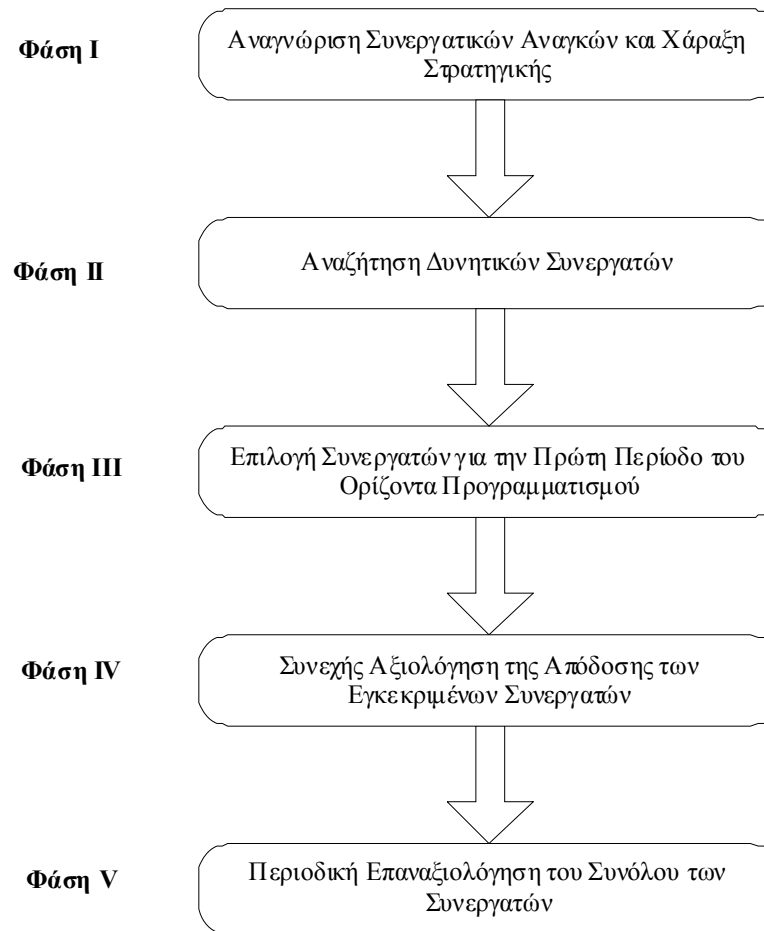 Φάση I
Αναγνώριση Συνεργατικών Αναγκών και Χάραξη
Στρατηγικής
Φάση II
Αναζήτηση Δυνητικών Συνεργατών
Φάση III
Επιλογή Συνεργατών για την Πρώτη Περίοδο του
Ορίζοντα Προγραμματισμού
Φάση IV
Συνεχής Αξιολόγηση της Απόδοσης των
Εγκεκριμένων Συνεργατών
Φάση V
Περιοδική Επαναξιολόγηση του Συνόλου των
Συνεργατών